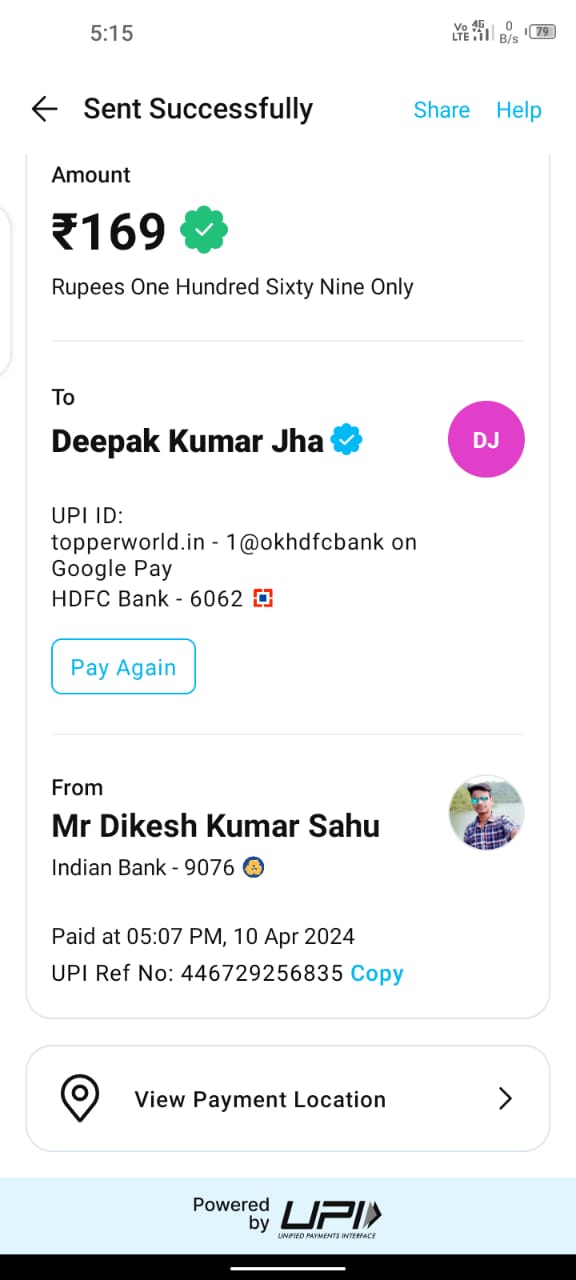 5:15
Vo LTE 4G 0 B/s 79
Sent Successfully Share Help
Amount
₹169
Rupees One Hundred Sixty Nine Only
To
Deepak Kumar Jha
DJ
UPI ID:
topperworld.in - 1@okhdfcbank on
Google Pay
HDFC Bank - 6062
Pay Again
From
Mr Dikesh Kumar Sahu
Indian Bank - 9076
Paid at 05:07 PM, 10 Apr 2024
UPI Ref No: 446729256835 Copy
View Payment Location
Powered
by
UPI
UNIFIED PAYMENTS INTERFACE